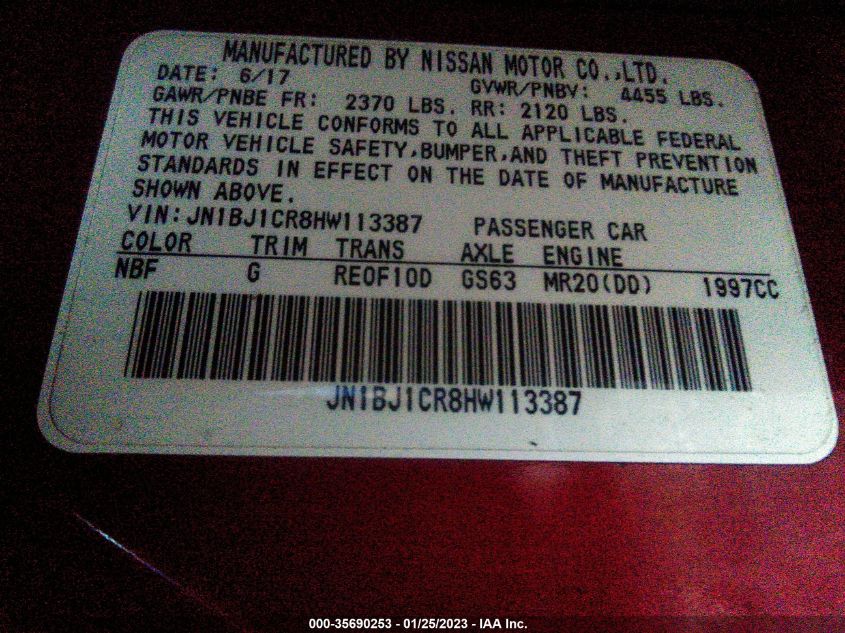 MANUFACTURED BY NISSAN MOTOR CO.,LTD.
DATE: 6/17 GVWR/PNBV: 4455 LBS.
GAWR/PNBE FR: 2370 LBS. RR: 2120 LBS.
THIS VEHICLE CONFORMS TO ALL APPLICABLE FEDERAL
MOTOR VEHICLE SAFETY,BUMPER,AND THEFT PREVENTION
STANDARDS IN EFFECT ON THE DATE OF MANUFACTURE
SHOWN ABOVE.
VIN:JN1BJ1CR8HW113387 PASSENGER CAR
COLOR TRIM TRANS AXLE ENGINE
NBF G RE0F10D GS63 MR20(DD) 1997CC
JN1BJ1CR8HW113387
000-35690253 - 01/25/2023 - IAA Inc.